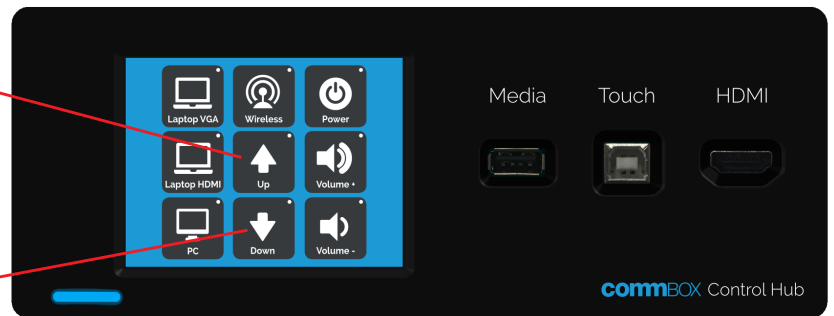 Media Touch HDMI
Laptop VGA Wireless Power
Laptop HDMI Up Volume +
PC Down Volume -
commBOX Control Hub